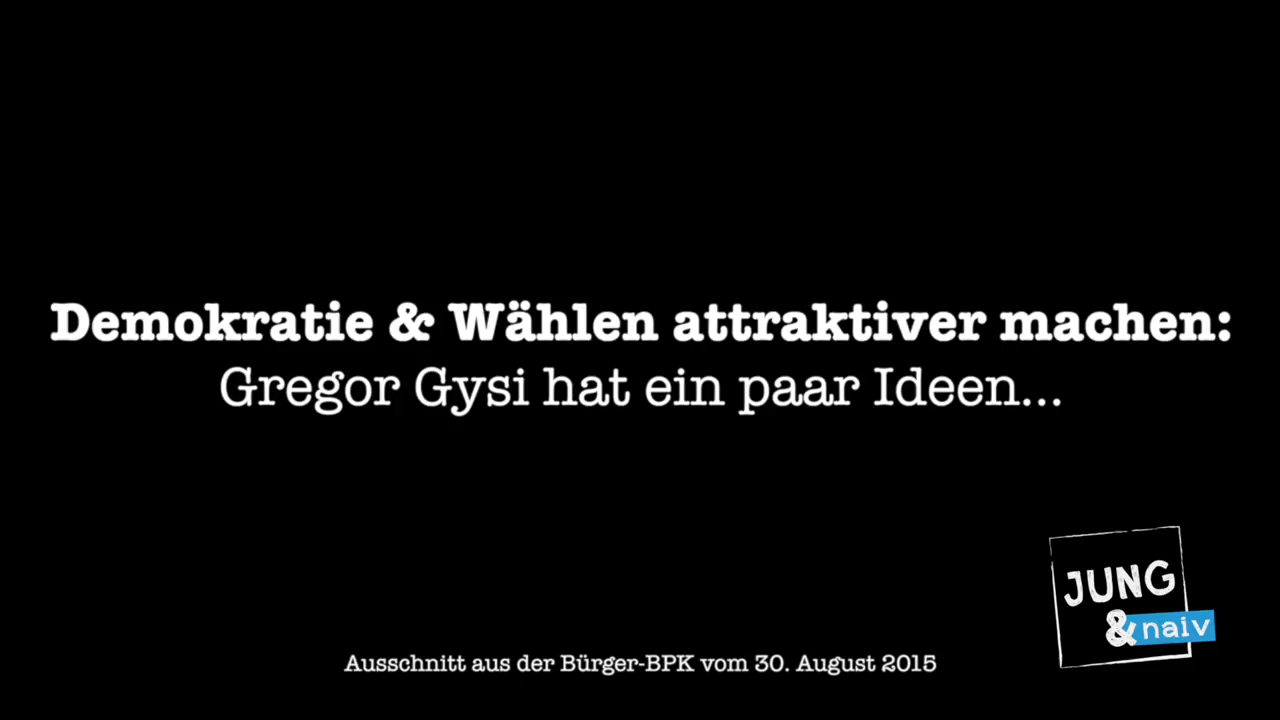 Demokratie & Wählen attraktiver machen:
Gregor Gysi hat ein paar Ideen...
JUNG
& naiv
Ausschnitt aus der Bürger-BPK vom 30. August 2015